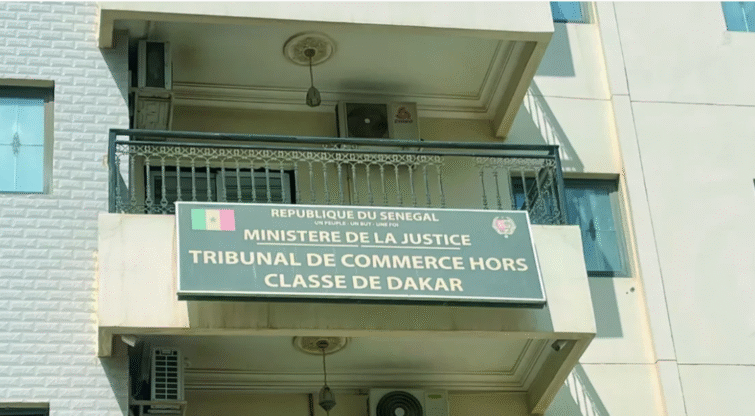 REPUBLIQUE DU SENEGAL
UN PEUPLE - UN BUT - UNE FOI
MINISTERE DE LA JUSTICE
TRIBUNAL DE COMMERCE HORS
CLASSE DE DAKAR